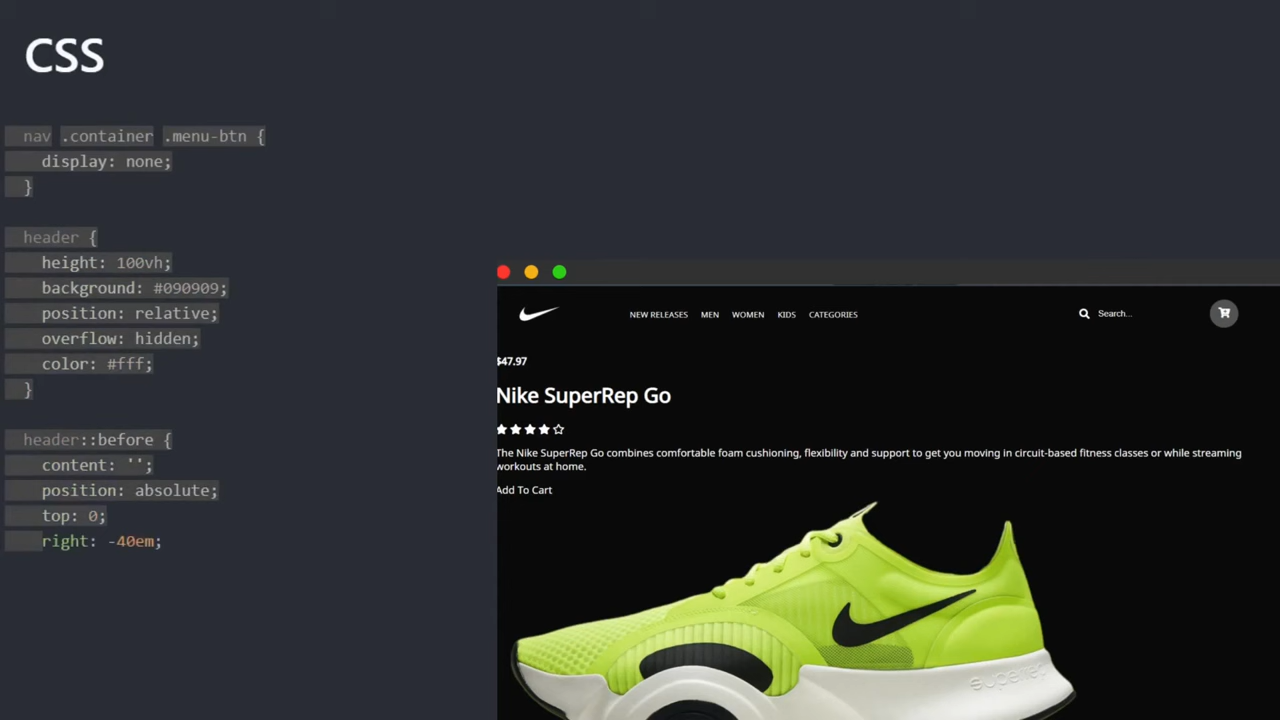 CSS
nav .container .menu-btn {
display: none;
}
header {
height: 100vh;
background: #090909;
position: relative;
overflow: hidden;
color: #fff;
}
header::before {
content: '';
position: absolute;
top: 0;
right: -40em;
NEW RELEASES MEN WOMEN KIDS CATEGORIES Search...
$47.97
Nike SuperRep Go
The Nike SuperRep Go combines comfortable foam cushioning, flexibility and support to get you moving in circuit-based fitness classes or while streaming
workouts at home.
Add To Cart
superrep